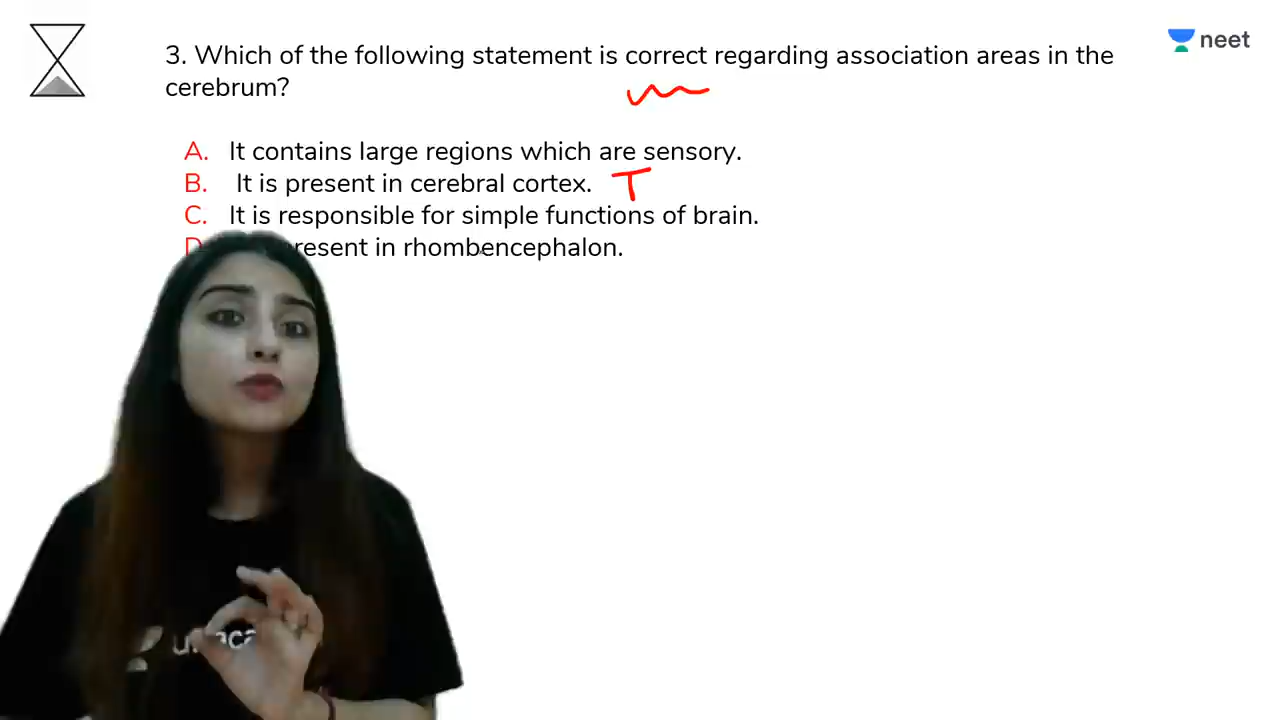 neet
3. Which of the following statement is correct regarding association areas in the
cerebrum?
A. It contains large regions which are sensory.
B. It is present in cerebral cortex. T
C. It is responsible for simple functions of brain.
present in rhombencephalon.